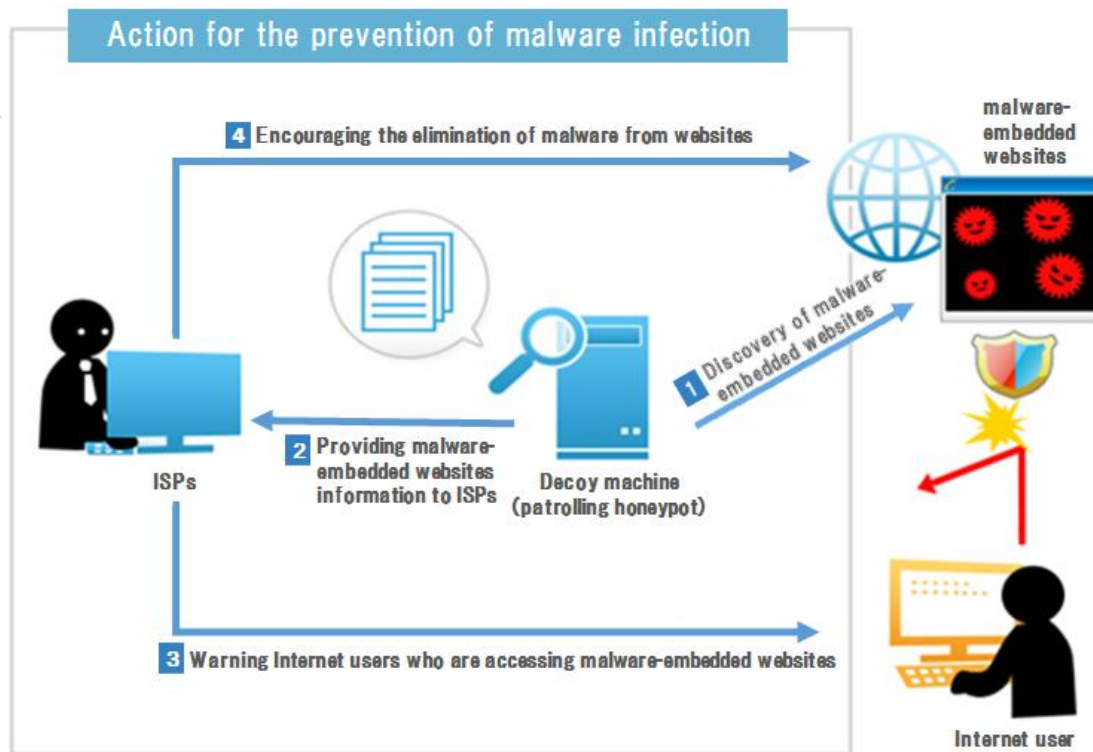 Action for the prevention of malware infection
malware-
embedded
websites
4 Encouraging the elimination of malware from websites
1 Discovery of malware-
embedded websites
2 Providing malware-
embedded websites
information to ISPs
ISPs
Decoy machine
(patrolling honeypot)
3 Warning Internet users who are accessing malware-embedded websites
Internet user